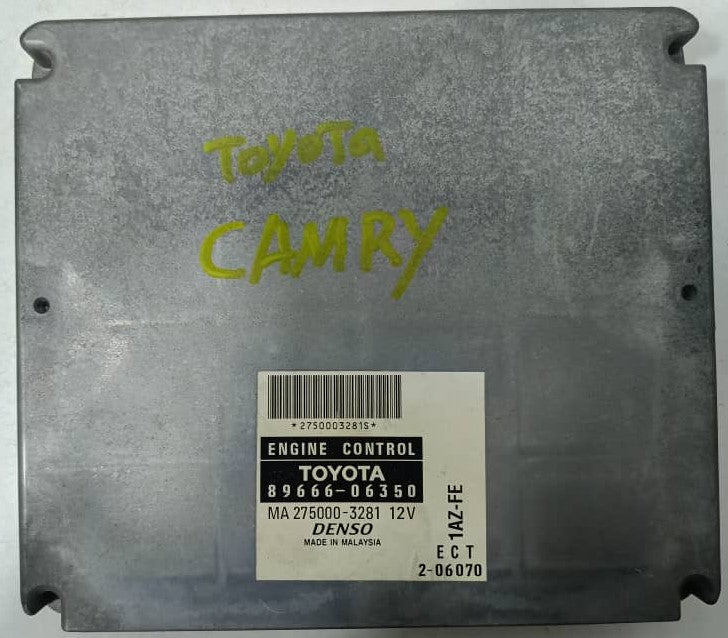 TOYOTA
CAMRY
*2750003281S*
ENGINE CONTROL
TOYOTA
89666-06350
MA 275000-3281 12V
DENSO
MADE IN MALAYSIA
1AZ-FE
ECT
2-06070